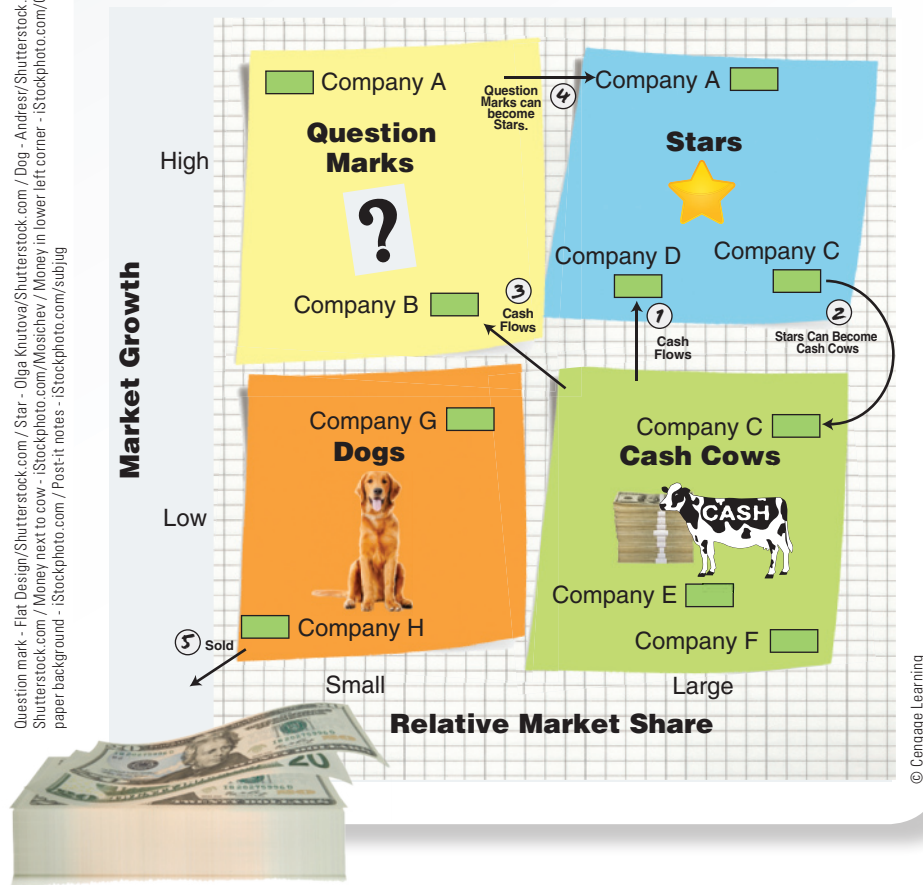 Question mark - Flat Design/Shutterstock.com / Star - Olga Knutova/Shutterstock.com / Dog - Andresr/Shutterstock.
Shutterstock.com / Money next to cow - iStockphoto.com/Mosichev / Money in lower left corner - iStockphoto.com/
paper background - iStockphoto.com / Post-it notes - iStockphoto.com/subjug
Market Growth
High
Low
Company A
Question
Marks
?
Company B
Question
Marks can
become
Stars.
4
Company A
Stars
Company D
Company C
3
Cash
Flows
1
Cash
Flows
2
Stars Can Become
Cash Cows
Company G
Dogs
Company H
5 Sold
Company C
Cash Cows
CASH
Company E
Company F
Small
Large
Relative Market Share
20
TWENTY DOLLARS
© Cengage Learning